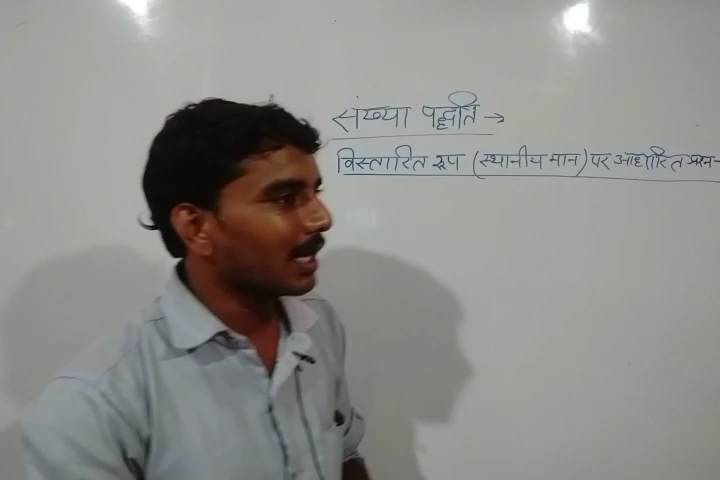 संख्या पद्धति →
विस्तारित रूप (स्थानीय मान) पर आधारित प्रश्न-